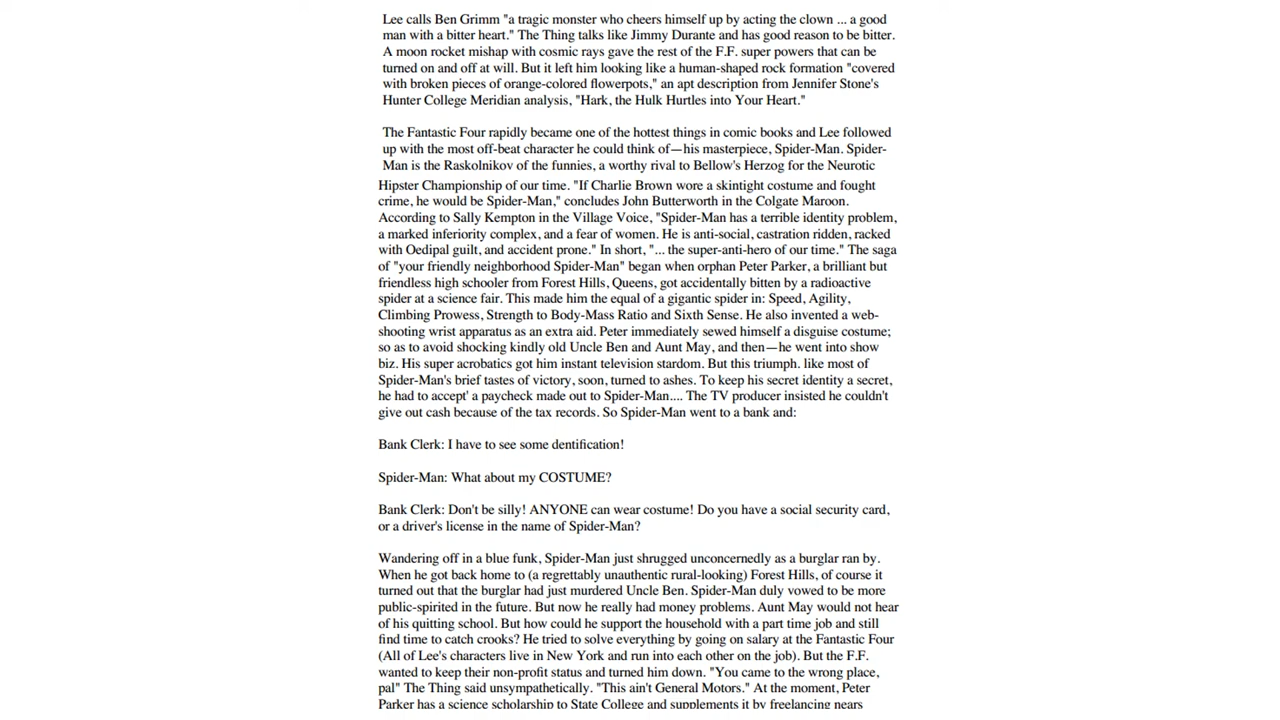 Lee calls Ben Grimm "a tragic monster who cheers himself up by acting the clown ... a good
man with a bitter heart." The Thing talks like Jimmy Durante and has good reason to be bitter.
A moon rocket mishap with cosmic rays gave the rest of the F.F. super powers that can be
turned on and off at will. But it left him looking like a human-shaped rock formation "covered
with broken pieces of orange-colored flowerpots," an apt description from Jennifer Stone's
Hunter College Meridian analysis, "Hark, the Hulk Hurtles into Your Heart."
The Fantastic Four rapidly became one of the hottest things in comic books and Lee followed
up with the most off-beat character he could think of—his masterpiece, Spider-Man. Spider-
Man is the Raskolnikov of the funnies, a worthy rival to Bellow's Herzog for the Neurotic
Hipster Championship of our time. "If Charlie Brown wore a skintight costume and fought
crime, he would be Spider-Man," concludes John Butterworth in the Colgate Maroon.
According to Sally Kempton in the Village Voice, "Spider-Man has a terrible identity problem,
a marked inferiority complex, and a fear of women. He is anti-social, castration ridden, racked
with Oedipal guilt, and accident prone." In short, "... the super-anti-hero of our time." The saga
of "your friendly neighborhood Spider-Man" began when orphan Peter Parker, a brilliant but
friendless high schooler from Forest Hills, Queens, got accidentally bitten by a radioactive
spider at a science fair. This made him the equal of a gigantic spider in: Speed, Agility,
Climbing Prowess, Strength to Body-Mass Ratio and Sixth Sense. He also invented a web-
shooting wrist apparatus as an extra aid. Peter immediately sewed himself a disguise costume;
so as to avoid shocking kindly old Uncle Ben and Aunt May, and then—he went into show
biz. His super acrobatics got him instant television stardom. But this triumph. like most of
Spider-Man's brief tastes of victory, soon, turned to ashes. To keep his secret identity a secret,
he had to accept' a paycheck made out to Spider-Man.... The TV producer insisted he couldn't
give out cash because of the tax records. So Spider-Man went to a bank and:
Bank Clerk: I have to see some dentification!
Spider-Man: What about my COSTUME?
Bank Clerk: Don't be silly! ANYONE can wear costume! Do you have a social security card,
or a driver's license in the name of Spider-Man?
Wandering off in a blue funk, Spider-Man just shrugged unconcernedly as a burglar ran by.
When he got back home to (a regrettably unauthentic rural-looking) Forest Hills, of course it
turned out that the burglar had just murdered Uncle Ben. Spider-Man duly vowed to be more
public-spirited in the future. But now he really had money problems. Aunt May would not hear
of his quitting school. But how could he support the household with a part time job and still
find time to catch crooks? He tried to solve everything by going on salary at the Fantastic Four
(All of Lee's characters live in New York and run into each other on the job). But the F.F.
wanted to keep their non-profit status and turned him down. "You came to the wrong place,
pal" The Thing said unsympathetically. "This ain't General Motors." At the moment, Peter
Parker has a science scholarship to State College and supplements it by freelancing nears